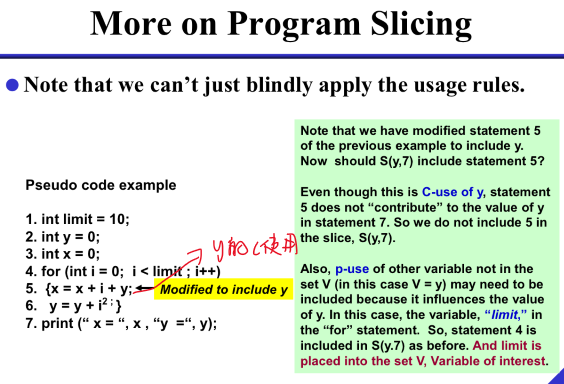 More on Program Slicing
Note that we can't just blindly apply the usage rules.
Pseudo code example
1. int limit = 10;
2. int y = 0;
3. int x = 0;
4. for (int i = 0;  i < limit ; i++)
5.  {x = x + i + y;
6.   y = y + i² ; }
7. print (" x = ", x , "y  =", y);
y的C使用
Modified to include y
Note that we have modified statement 5
of the previous example to include y.
Now  should S(y,7) include statement 5?
Even though this is C-use of y, statement
5 does not "contribute" to the value of y
in statement 7. So we do not include 5 in
the slice, S(y,7).
Also, p-use of other variable not in the
set V (in this case V = y) may need to be
included because it influences the value
of y. In this case, the variable, "limit," in
the "for" statement.  So, statement 4 is
included in S(y.7) as before. And limit is
placed into the set V, Variable of interest.